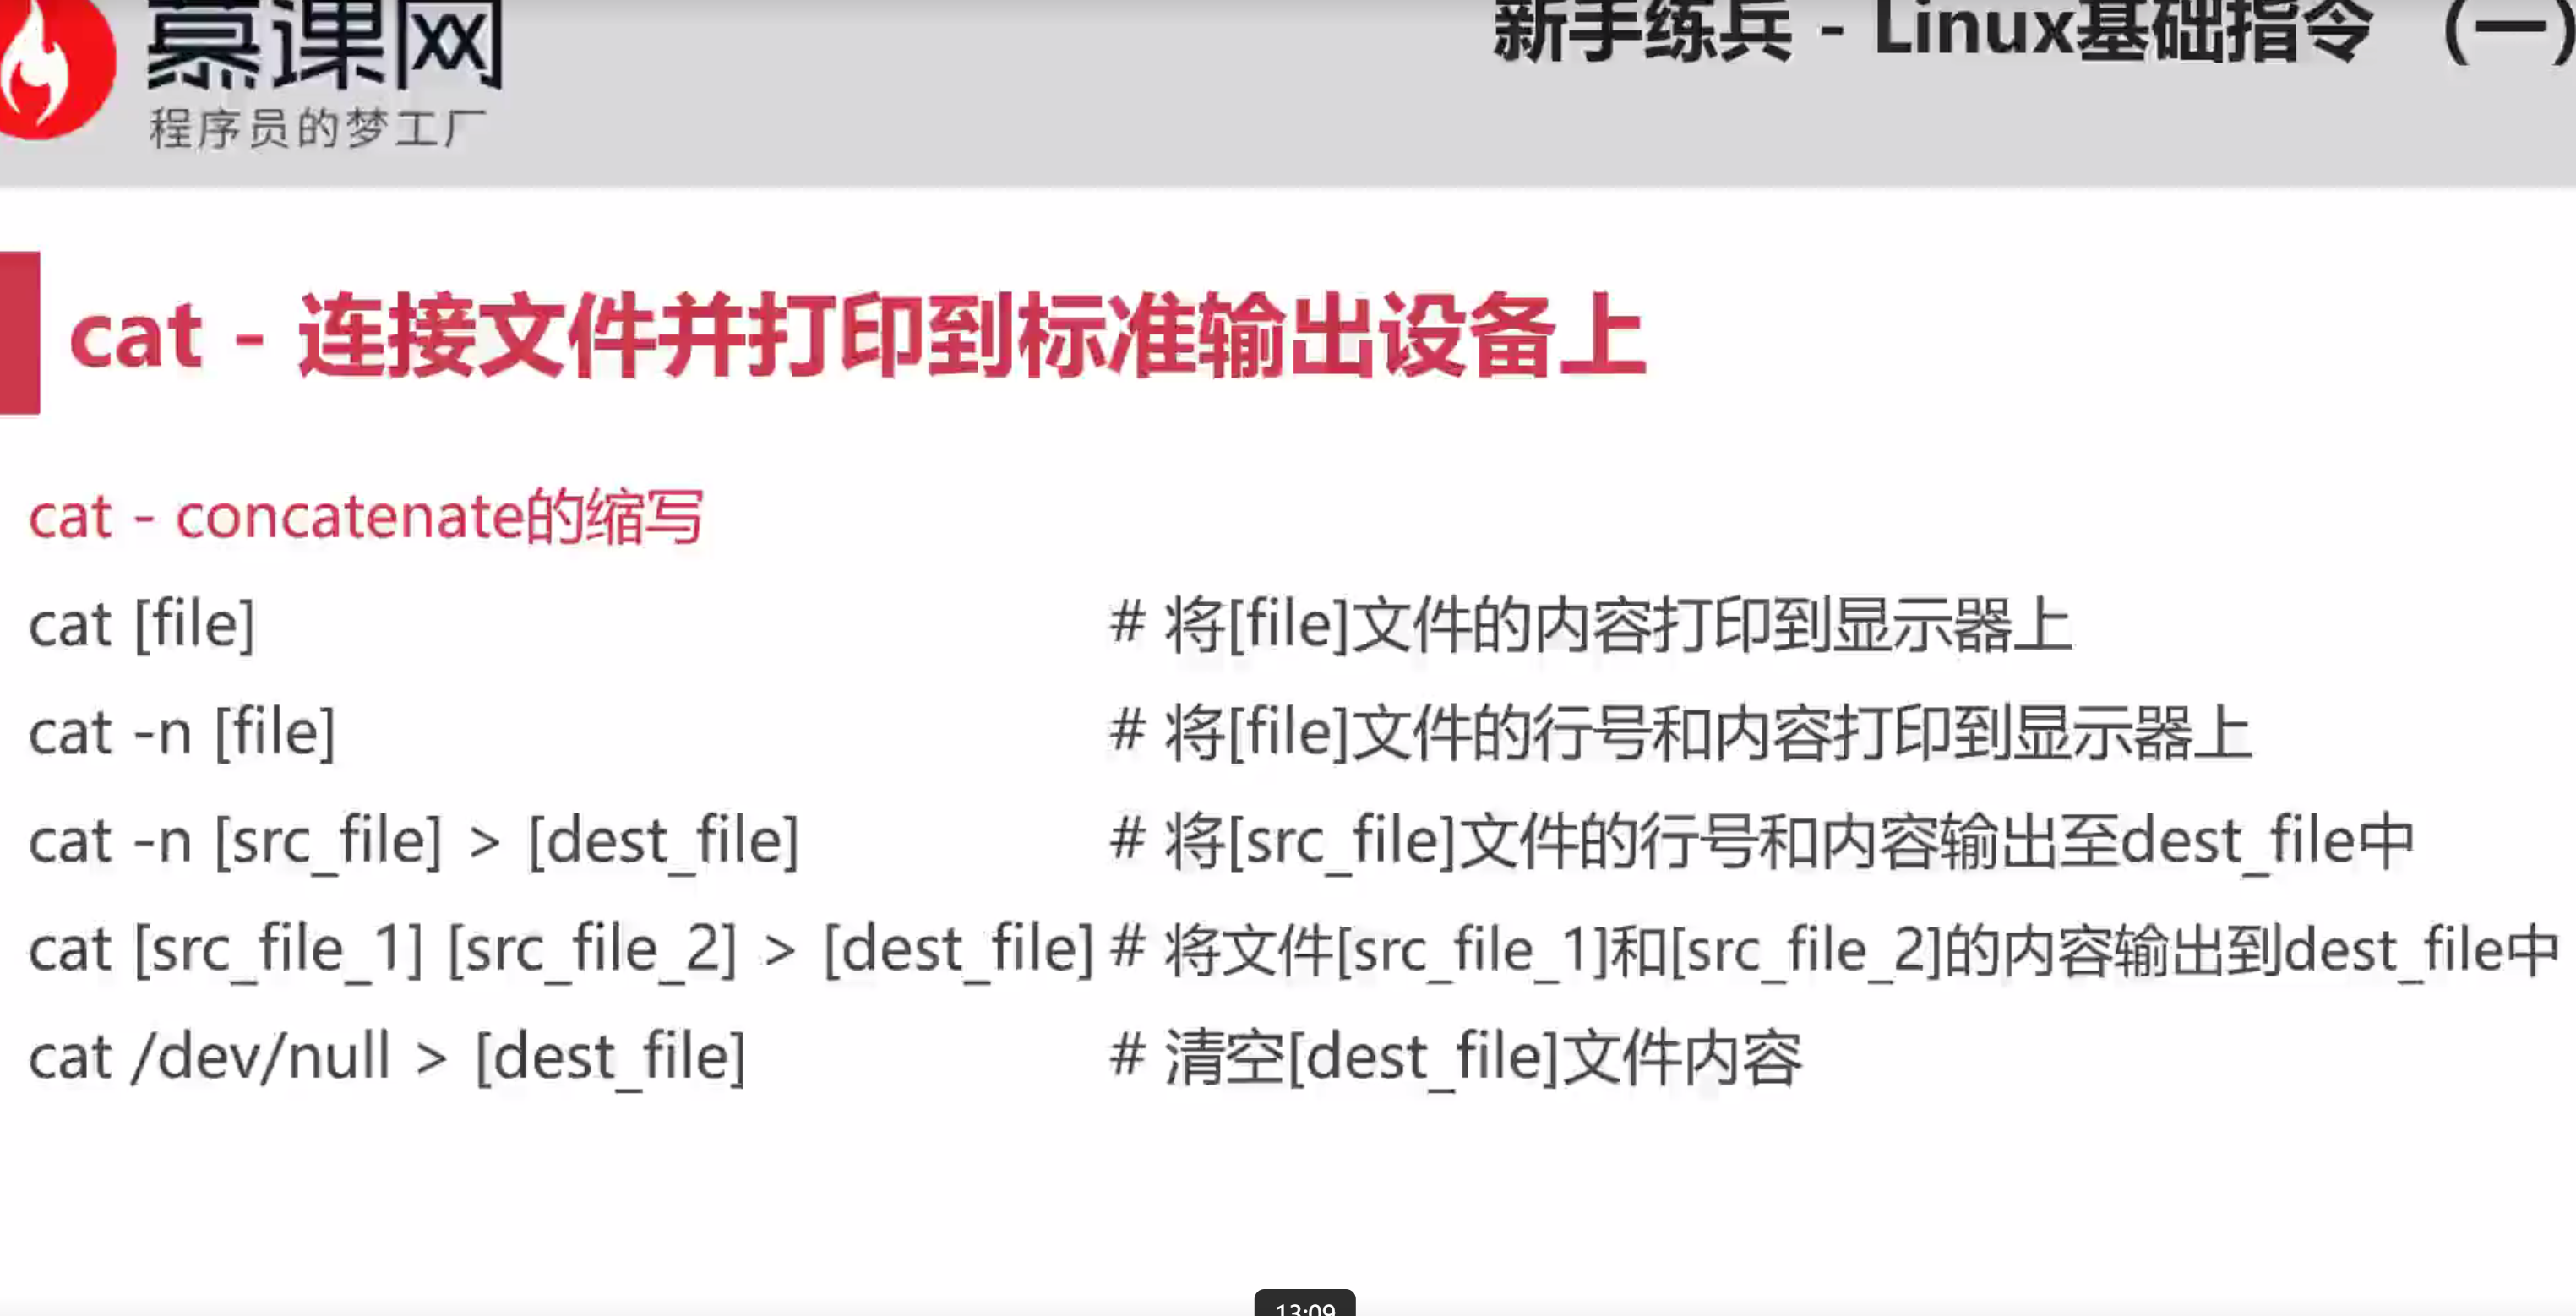 慕课网
程序员的梦工厂
新手练兵 - Linux基础指令 （一）
cat - 连接文件并打印到标准输出设备上
cat - concatenate的缩写
cat [file] # 将[file]文件的内容打印到显示器上
cat -n [file] # 将[file]文件的行号和内容打印到显示器上
cat -n [src_file] > [dest_file] # 将[src_file]文件的行号和内容输出至dest_file中
cat [src_file_1] [src_file_2] > [dest_file] # 将文件[src_file_1]和[src_file_2]的内容输出到dest_file中
cat /dev/null > [dest_file] # 清空[dest_file]文件内容
13:09